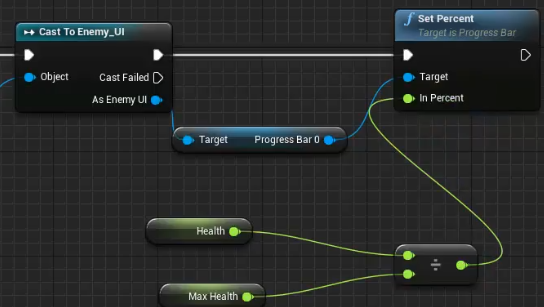 Cast To Enemy_UI
Object
Cast Failed
As Enemy UI
Set Percent
Target is Progress Bar
Target
In Percent
Target Progress Bar 0
Health
Max Health
÷